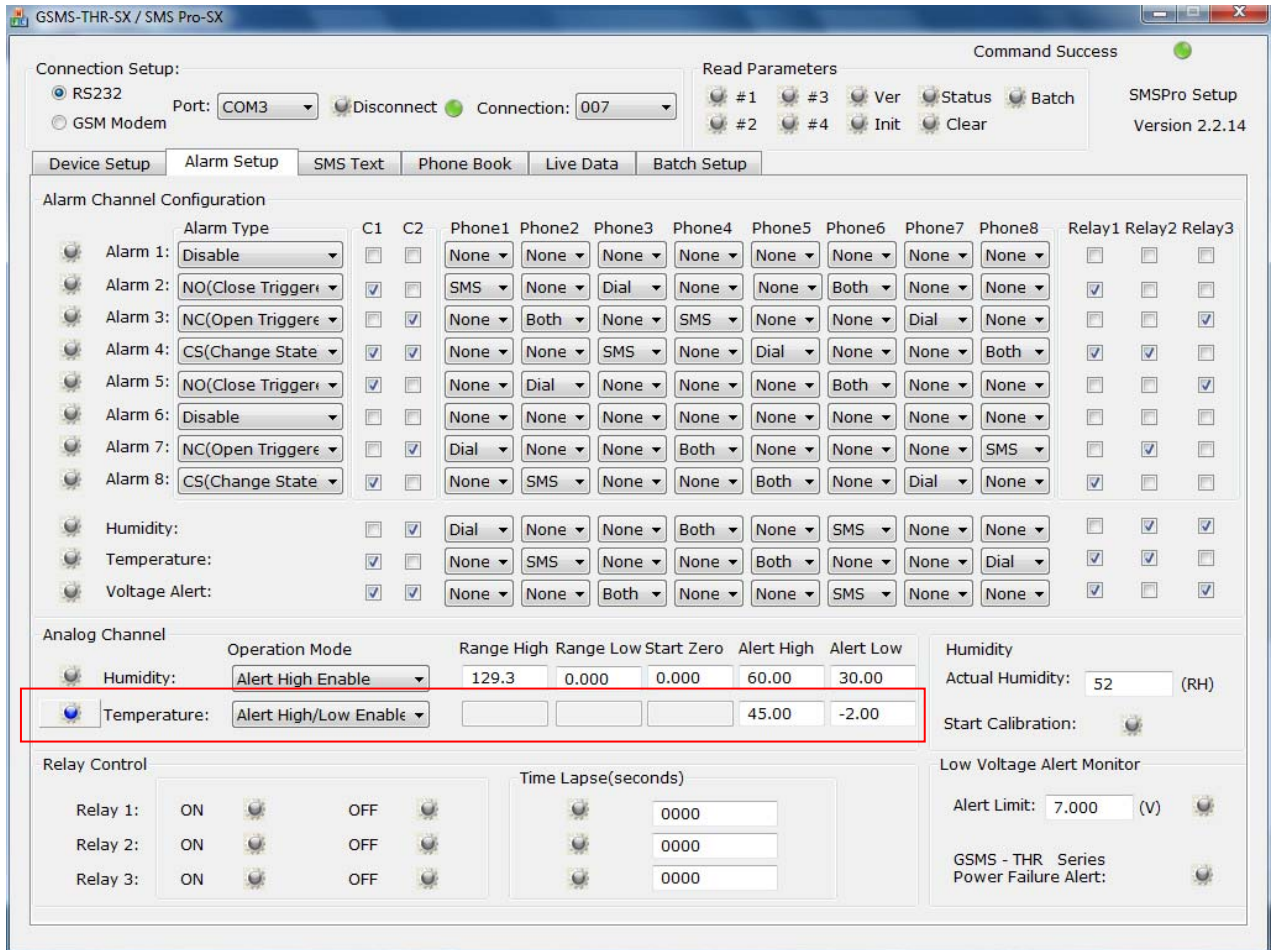 GSMS-THR-SX / SMS Pro-SX
Command Success
Connection Setup:
RS232
GSM Modem
Port: COM3 Disconnect Connection: 007
Read Parameters
#1 #3 Ver Status Batch
#2 #4 Init Clear
SMSPro Setup
Version 2.2.14
Device Setup Alarm Setup SMS Text Phone Book Live Data Batch Setup
Alarm Channel Configuration
Alarm Type C1 C2 Phone1 Phone2 Phone3 Phone4 Phone5 Phone6 Phone7 Phone8 Relay1 Relay2 Relay3
Alarm 1: Disable None None None None None None None None
Alarm 2: NO(Close Triggere SMS None Dial None None Both None None
Alarm 3: NC(Open Triggere None Both None SMS None None Dial None
Alarm 4: CS(Change State None None SMS None Dial None None Both
Alarm 5: NO(Close Triggere None Dial None None None Both None None
Alarm 6: Disable None None None None None None None None
Alarm 7: NC(Open Triggere Dial None None Both None None None SMS
Alarm 8: CS(Change State None SMS None None Both None Dial None
Humidity: Dial None None Both None SMS None None
Temperature: None SMS None None Both None None Dial
Voltage Alert: None None Both None None SMS None None
Analog Channel
Operation Mode Range High Range Low Start Zero Alert High Alert Low
Humidity: Alert High Enable 129.3 0.000 0.000 60.00 30.00
Temperature: Alert High/Low Enable 45.00 -2.00
Humidity
Actual Humidity: 52 (RH)
Start Calibration:
Relay Control
Time Lapse(seconds)
Relay 1: ON OFF 0000
Relay 2: ON OFF 0000
Relay 3: ON OFF 0000
Low Voltage Alert Monitor
Alert Limit: 7.000 (V)
GSMS - THR Series
Power Failure Alert: